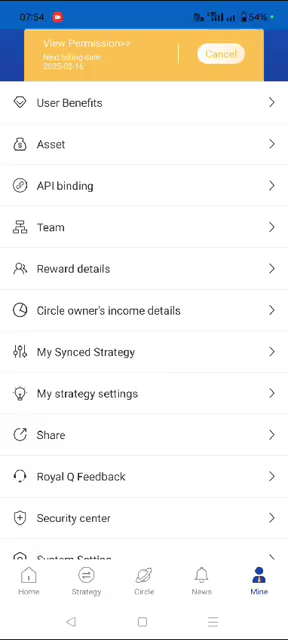 07:54
54%
View Permission>>
Next billing date
2025-02-16
Cancel
User Benefits
Asset
API binding
Team
Reward details
Circle owner's income details
My Synced Strategy
My strategy settings
Share
Royal Q Feedback
Security center
System Setting
Home
Strategy
Circle
News
Mine